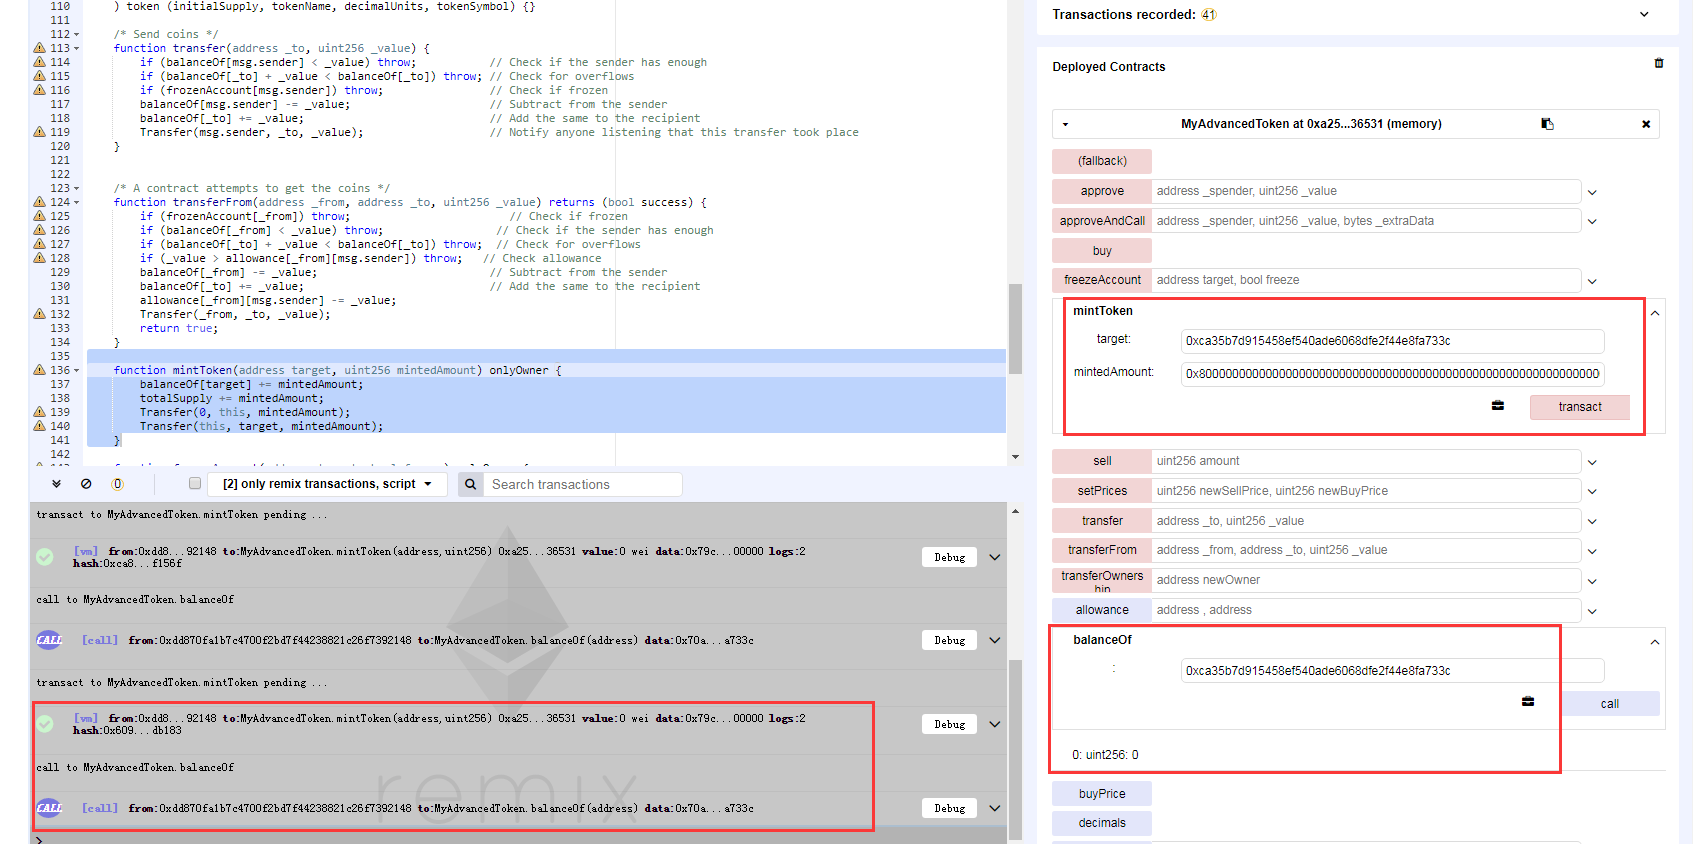 110 ) token (initialSupply, tokenName, decimalUnits, tokenSymbol) {}
111
112 /* Send coins */
113 function transfer(address _to, uint256 _value) {
114 if (balanceOf[msg.sender] < _value) throw; // Check if the sender has enough
115 if (balanceOf[_to] + _value < balanceOf[_to]) throw; // Check for overflows
116 if (frozenAccount[msg.sender]) throw; // Check if frozen
117 balanceOf[msg.sender] -= _value; // Subtract from the sender
118 balanceOf[_to] += _value; // Add the same to the recipient
119 Transfer(msg.sender, _to, _value); // Notify anyone listening that this transfer took place
120 }
121
122
123 /* A contract attempts to get the coins */
124 function transferFrom(address _from, address _to, uint256 _value) returns (bool success) {
125 if (frozenAccount[_from]) throw; // Check if frozen
126 if (balanceOf[_from] < _value) throw; // Check if the sender has enough
127 if (balanceOf[_to] + _value < balanceOf[_to]) throw; // Check for overflows
128 if (_value > allowance[_from][msg.sender]) throw; // Check allowance
129 balanceOf[_from] -= _value; // Subtract from the sender
130 balanceOf[_to] += _value; // Add the same to the recipient
131 allowance[_from][msg.sender] -= _value;
132 Transfer(_from, _to, _value);
133 return true;
134 }
135
136 function mintToken(address target, uint256 mintedAmount) onlyOwner {
137 balanceOf[target] += mintedAmount;
138 totalSupply += mintedAmount;
139 Transfer(0, this, mintedAmount);
140 Transfer(this, target, mintedAmount);
141 }
142
0 [2] only remix transactions, script Search transactions
transact to MyAdvancedToken.mintToken pending ...
[vm] from:0xdd8...92148 to:MyAdvancedToken.mintToken(address,uint256) 0xa25...36531 value:0 wei data:0x79c...00000 logs:2 Debug
hash:0xca8...f156f
call to MyAdvancedToken.balanceOf
CALL [call] from:0xdd870fa1b7c4700f2bd7f44238821c26f7392148 to:MyAdvancedToken.balanceOf(address) data:0x70a...a733c Debug
transact to MyAdvancedToken.mintToken pending ...
[vm] from:0xdd8...92148 to:MyAdvancedToken.mintToken(address,uint256) 0xa25...36531 value:0 wei data:0x79c...00000 logs:2 Debug
hash:0x609...db183
call to MyAdvancedToken.balanceOf
remix
CALL [call] from:0xdd870fa1b7c4700f2bd7f44238821c26f7392148 to:MyAdvancedToken.balanceOf(address) data:0x70a...a733c Debug
>
Transactions recorded: 41
Deployed Contracts
MyAdvancedToken at 0xa25...36531 (memory)
(fallback)
approve address _spender, uint256 _value
approveAndCall address _spender, uint256 _value, bytes _extraData
buy
freezeAccount address target, bool freeze
mintToken
target: 0xca35b7d915458ef540ade6068dfe2f44e8fa733c
mintedAmount:
transact
sell uint256 amount
setPrices uint256 newSellPrice, uint256 newBuyPrice
transfer address _to, uint256 _value
transferFrom address _from, address _to, uint256 _value
transferOwnership address newOwner
allowance address , address
balanceOf
: 0xca35b7d915458ef540ade6068dfe2f44e8fa733c
call
0: uint256: 0
buyPrice
decimals